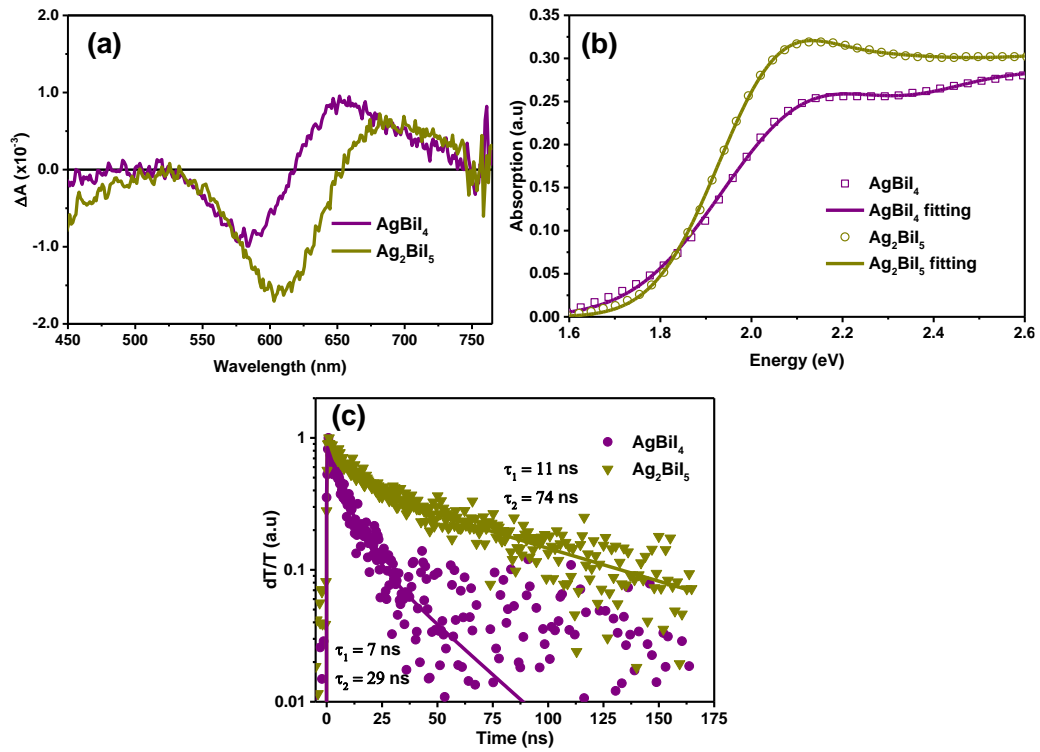 (a)
ΔA (x10⁻³)
1.0
0.0
-1.0
-2.0
AgBiI₄
Ag₂BiI₅
450 500 550 600 650 700 750
Wavelength (nm)
(b)
Absorption (a.u)
0.35
0.30
0.25
0.20
0.15
0.10
0.05
0.00
AgBiI₄
AgBiI₄ fitting
Ag₂BiI₅
Ag₂BiI₅ fitting
1.6 1.8 2.0 2.2 2.4 2.6
Energy (eV)
(c)
dT/T (a.u)
1
0.1
0.01
AgBiI₄
Ag₂BiI₅
τ₁ = 11 ns
τ₂ = 74 ns
τ₁ = 7 ns
τ₂ = 29 ns
0 25 50 75 100 125 150 175
Time (ns)